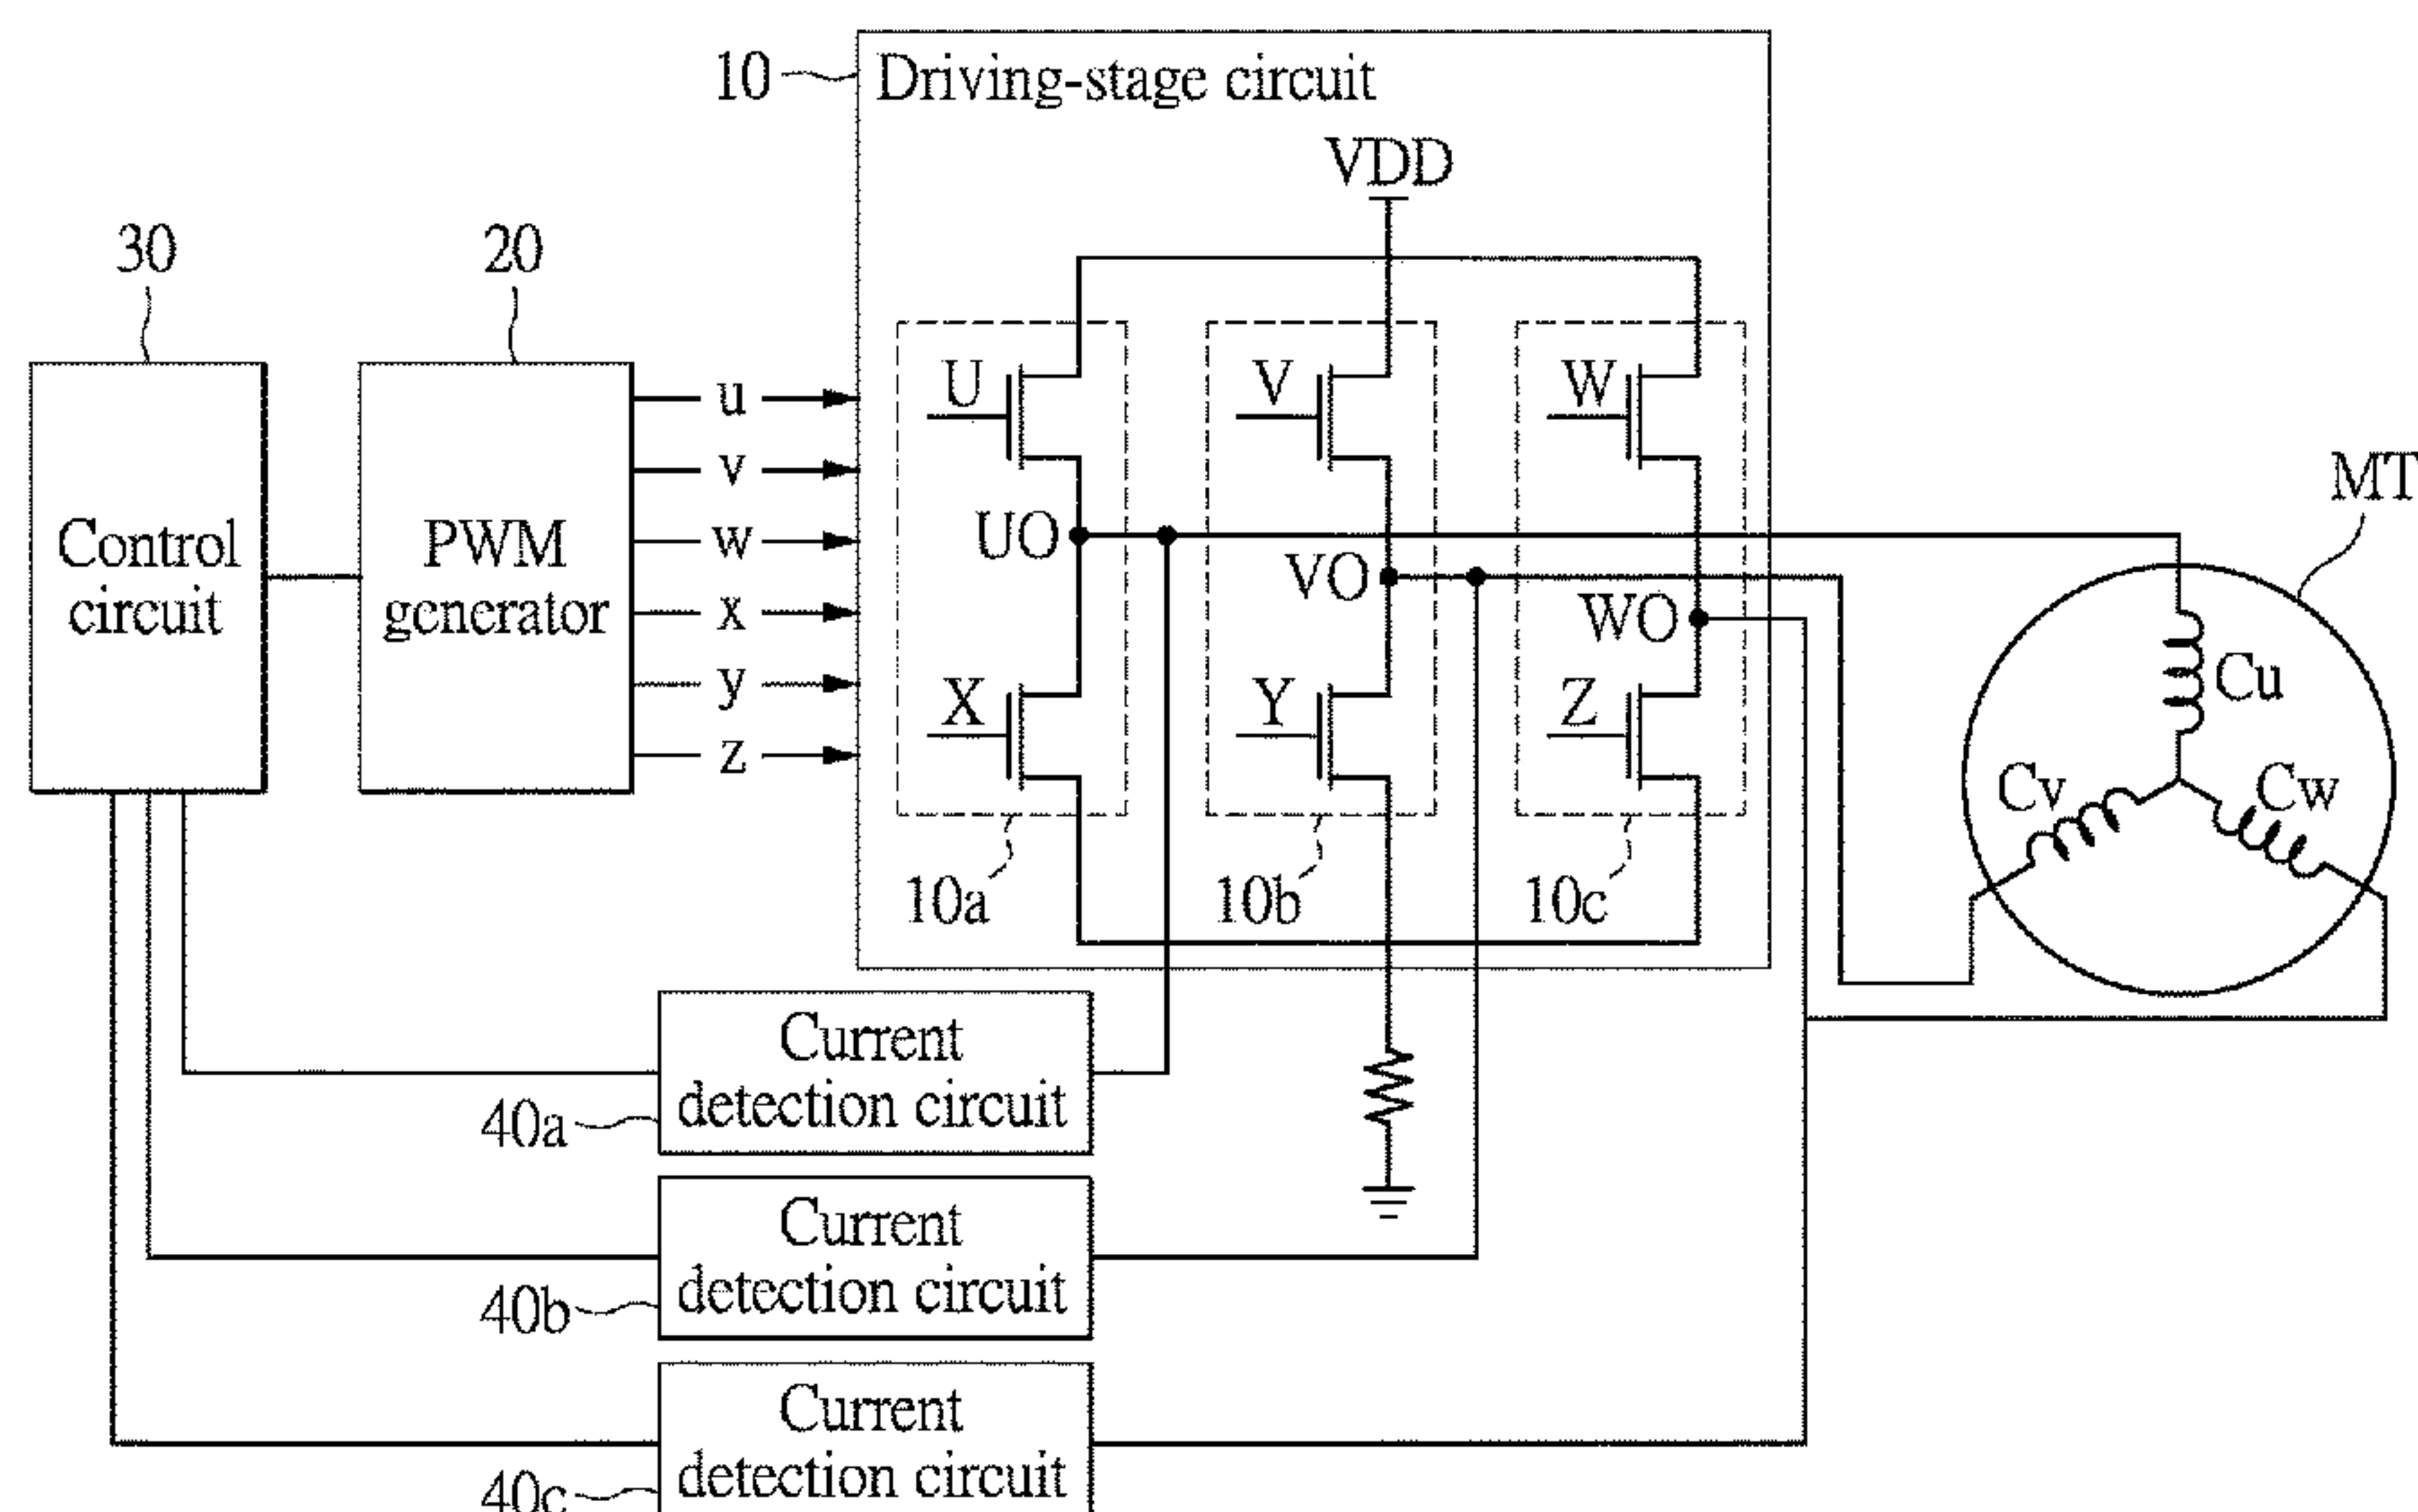 10
Driving-stage circuit
VDD
30
20
Control
circuit
PWM
generator
u
v
w
x
y
z
U
V
W
UO
VO
WO
X
Y
Z
10a
10b
10c
MT
Cu
Cv
Cw
Current
detection circuit
40a
Current
detection circuit
40b
Current
detection circuit
40c